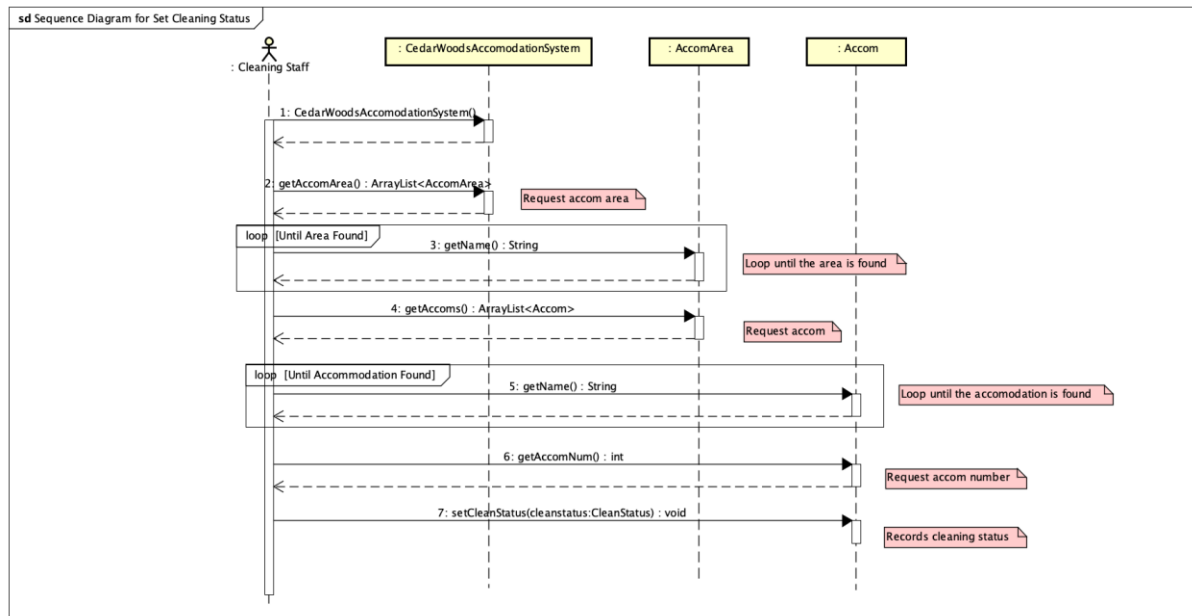 sd Sequence Diagram for Set Cleaning Status
: Cleaning Staff
: CedarWoodsAccomodationSystem
: AccomArea
: Accom
1: CedarWoodsAccomodationSystem()
2: getAccomArea() : ArrayList<AccomArea>
Request accom area
loop [Until Area Found]
3: getName() : String
Loop until the area is found
4: getAccoms() : ArrayList<Accom>
Request accom
loop [Until Accommodation Found]
5: getName() : String
Loop until the accomodation is found
6: getAccomNum() : int
Request accom number
7: setCleanStatus(cleanstatus:CleanStatus) : void
Records cleaning status